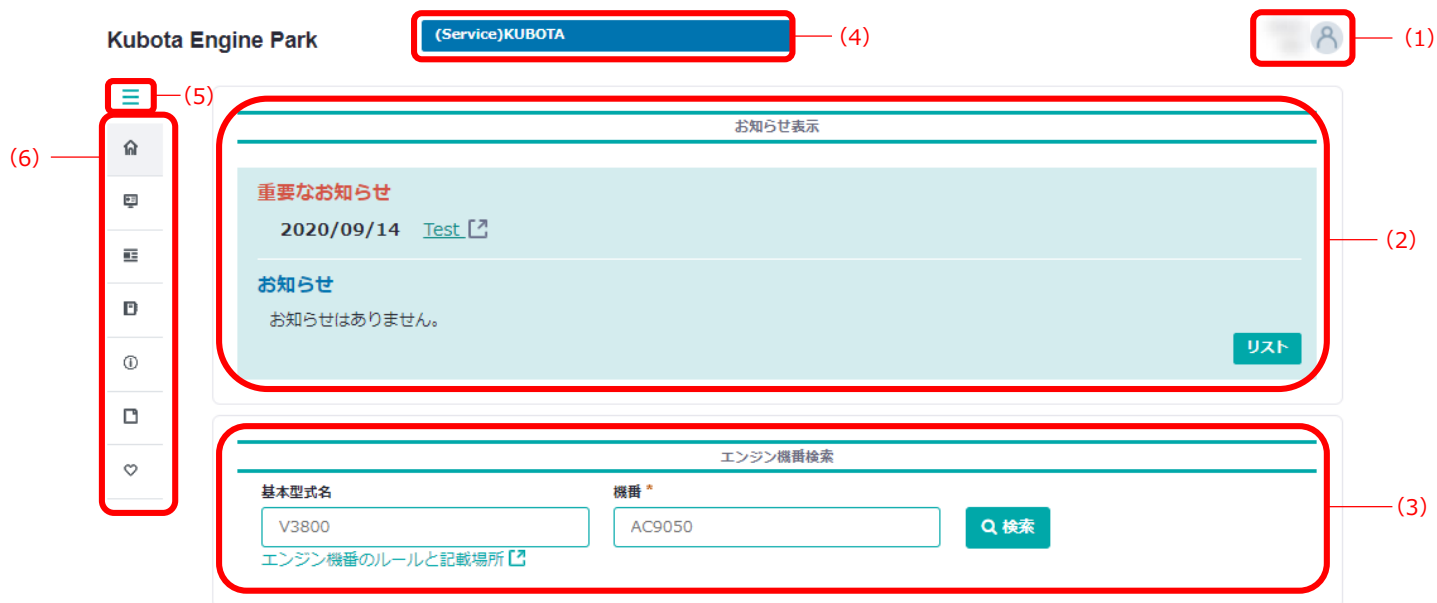 Kubota Engine Park
(Service)KUBOTA
(4)
(1)
(5)
お知らせ表示
(6)
重要なお知らせ
2020/09/14 Test
(2)
お知らせ
お知らせはありません。
リスト
エンジン機番検索
基本型式名 機番 *
V3800 AC9050 検索
(3)
エンジン機番のルールと記載場所